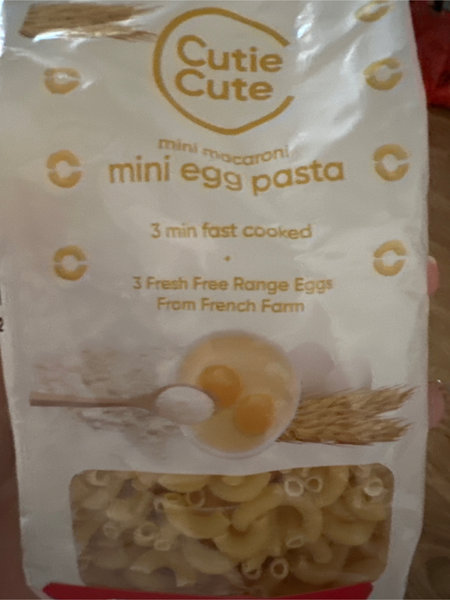 Cutie
Cute
mini macaroni
mini egg pasta
3 min fast cooked
3 Fresh Free Range Eggs
From French Farm